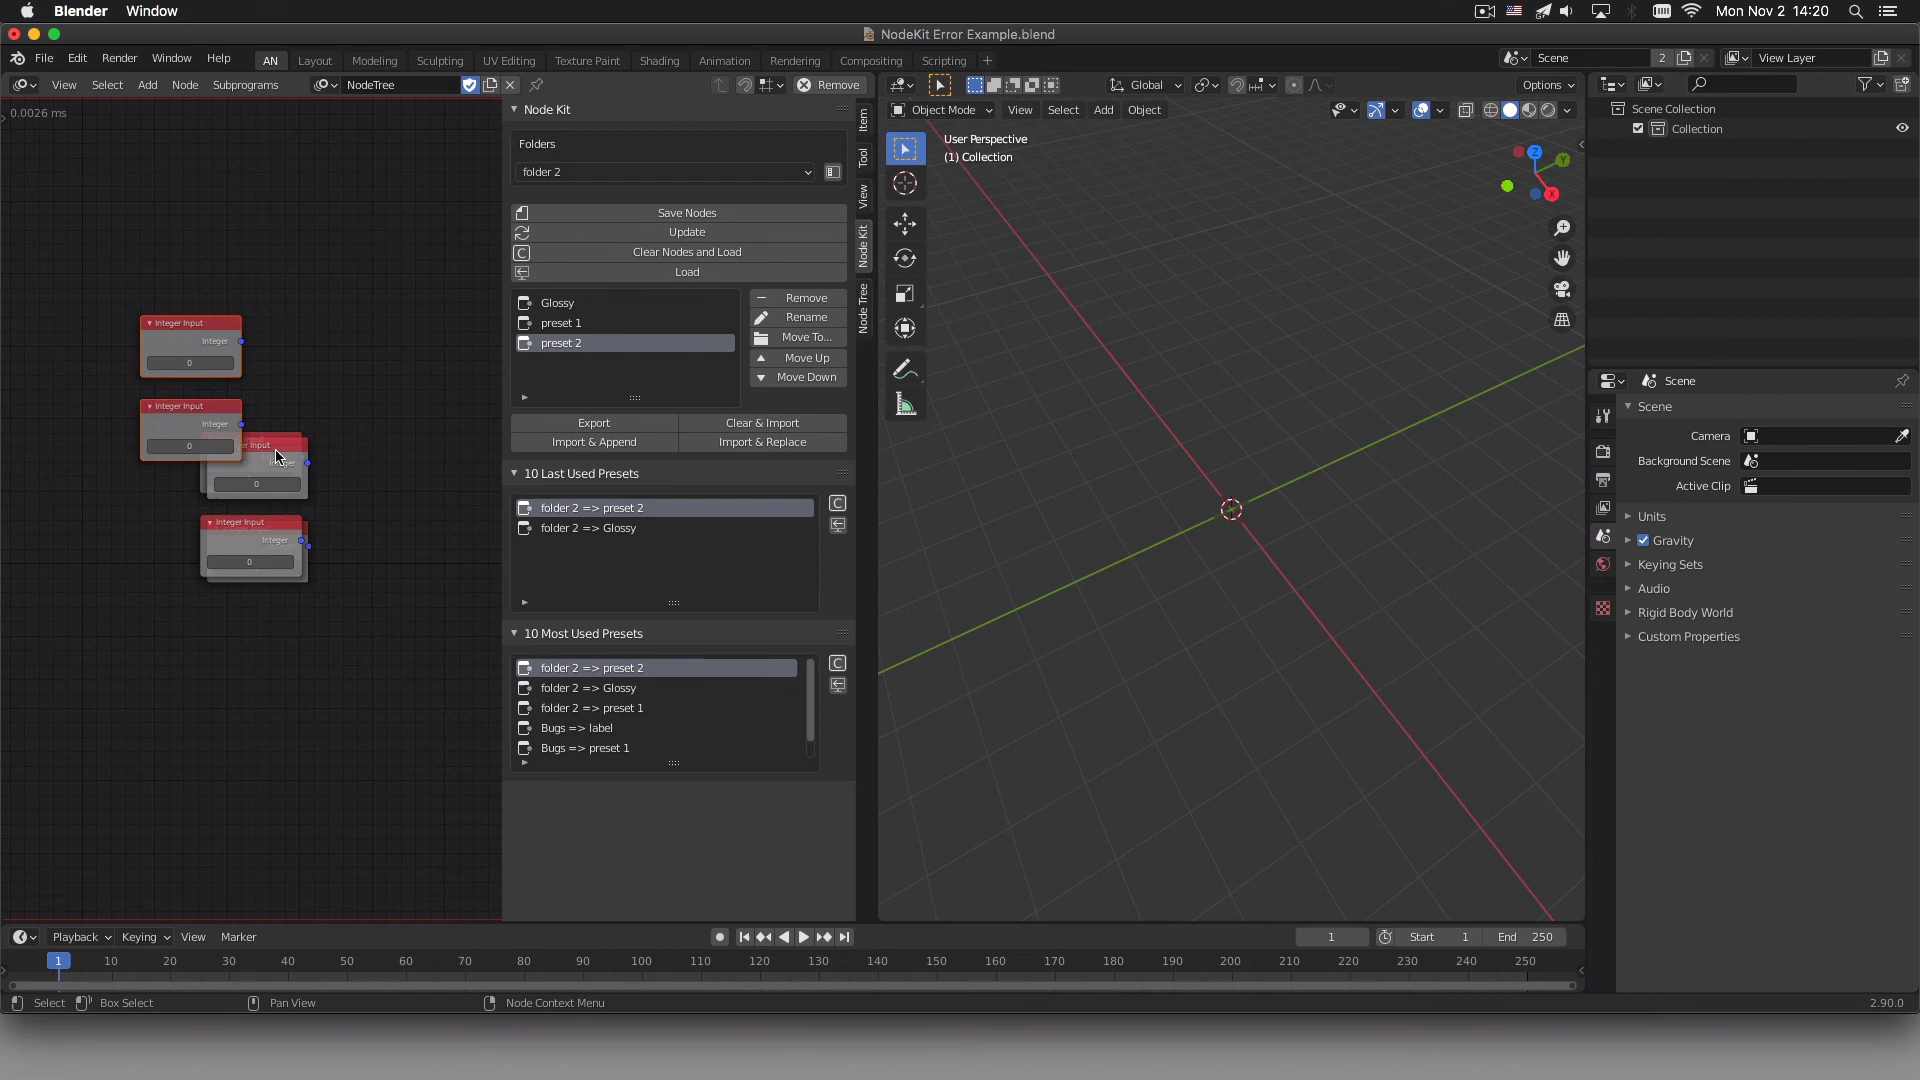 Blender Window Mon Nov 2 14:20
NodeKit Error Example.blend
File Edit Render Window Help AN Layout Modeling Sculpting UV Editing Texture Paint Shading Animation Rendering Compositing Scripting + Scene 2 View Layer
View Select Add Node Subprograms NodeTree Remove Global Options
0.0026 ms
Node Kit
Folders
folder 2
Save Nodes
Update
C Clear Nodes and Load
Load
Glossy
preset 1
preset 2
Remove
Rename
Move To...
Move Up
Move Down
Export Clear & Import
Import & Append Import & Replace
10 Last Used Presets
folder 2 => preset 2 C
folder 2 => Glossy
10 Most Used Presets
folder 2 => preset 2 C
folder 2 => Glossy
folder 2 => preset 1
Bugs => label
Bugs => preset 1
Item
Tool
View
Node Kit
Node Tree
Integer Input
Integer
0
Integer Input
Integer
0
Input
0
Integer Input
Integer
0
Object Mode View Select Add Object
User Perspective
(1) Collection
Z
Y
X
Scene Collection
Collection
Scene
Scene
Camera
Background Scene
Active Clip
Units
Gravity
Keying Sets
Audio
Rigid Body World
Custom Properties
Playback Keying View Marker 1 Start 1 End 250
1 10 20 30 40 50 60 70 80 90 100 110 120 130 140 150 160 170 180 190 200 210 220 230 240 250
Select Box Select Pan View Node Context Menu 2.90.0